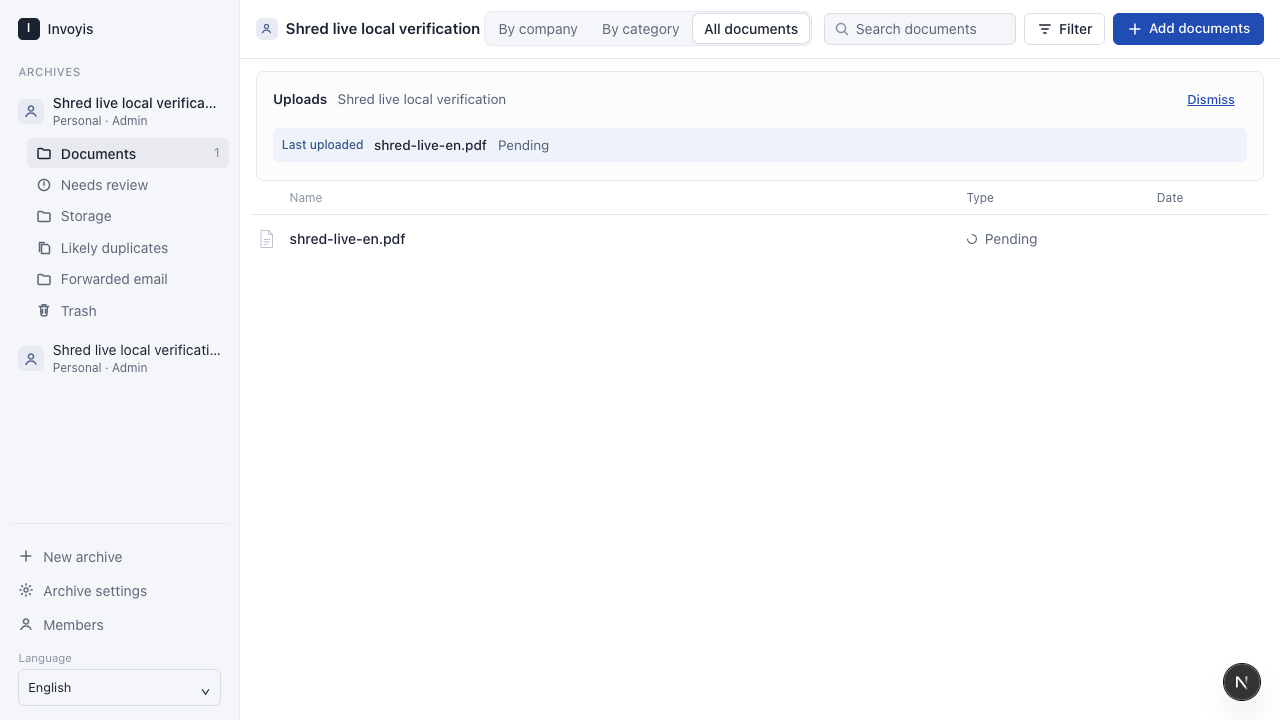 I Invoyis
ARCHIVES
Shred live local verifica...
Personal · Admin
Documents 1
Needs review
Storage
Likely duplicates
Forwarded email
Trash
Shred live local verificati...
Personal · Admin
New archive
Archive settings
Members
Language
English
Shred live local verification By company By category All documents Search documents Filter Add documents
Uploads Shred live local verification Dismiss
Last uploaded shred-live-en.pdf Pending
Name Type Date
shred-live-en.pdf Pending
N